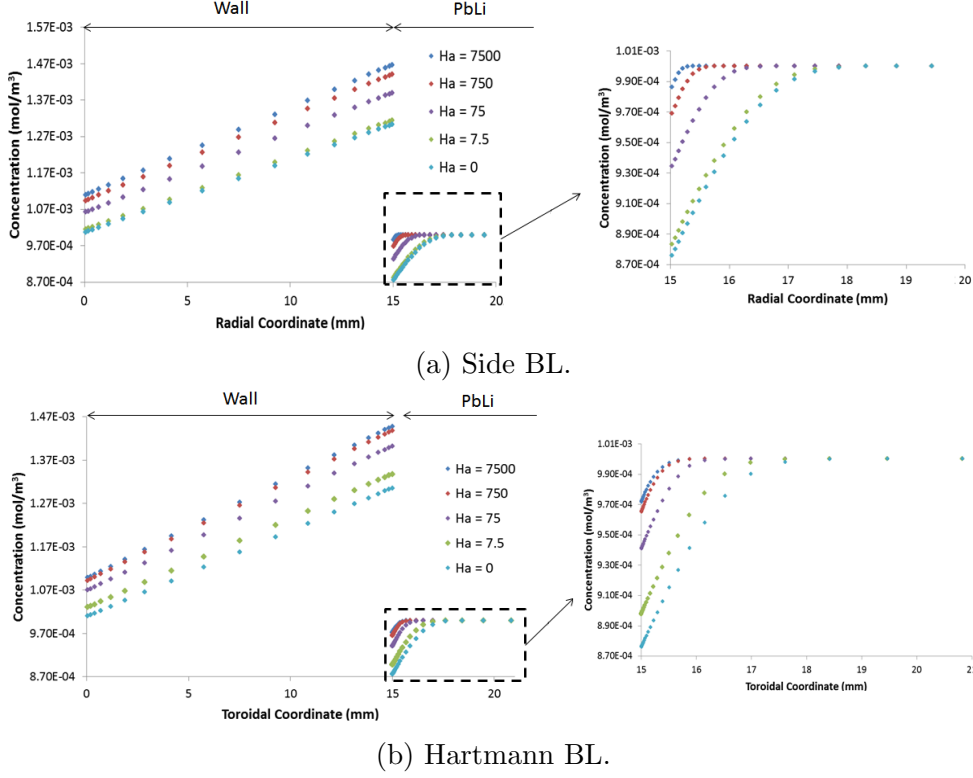 Wall PbLi
1.57E-03
1.47E-03
1.37E-03
1.27E-03
1.17E-03
1.07E-03
9.70E-04
8.70E-04
Concentration (mol/m³)
Ha = 7500
Ha = 750
Ha = 75
Ha = 7.5
Ha = 0
0 5 10 15 20
Radial Coordinate (mm)
1.01E-03
9.90E-04
9.70E-04
9.50E-04
9.30E-04
9.10E-04
8.90E-04
8.70E-04
Concentration (mol/m³)
15 16 17 18 19 20
Radial Coordinate (mm)
(a) Side BL.
Wall PbLi
1.47E-03
1.37E-03
1.27E-03
1.17E-03
1.07E-03
9.70E-04
8.70E-04
Concentration (mol/m³)
Ha = 7500
Ha = 750
Ha = 75
Ha = 7.5
Ha = 0
0 5 10 15 20
Toroidal Coordinate (mm)
1.01E-03
9.90E-04
9.70E-04
9.50E-04
9.30E-04
9.10E-04
8.90E-04
8.70E-04
Concentration (mol/m³)
15 16 17 18 19 20 21
Toroidal Coordinate (mm)
(b) Hartmann BL.